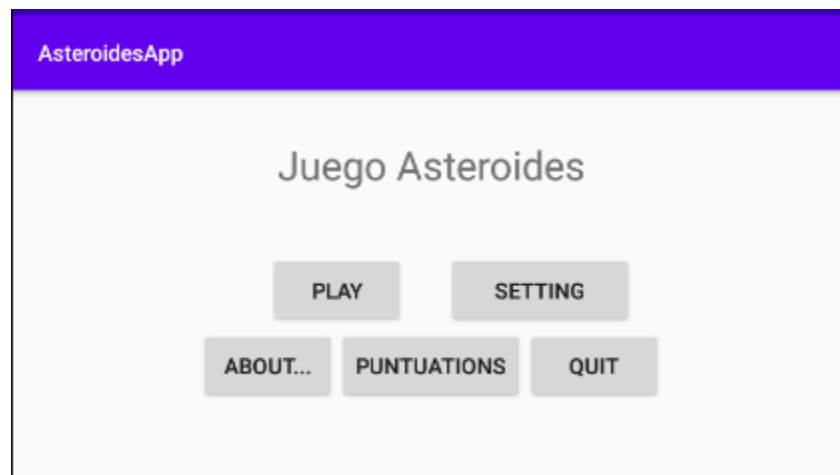 AsteroidesApp
Juego Asteroides
PLAY SETTING
ABOUT... PUNTUATIONS QUIT